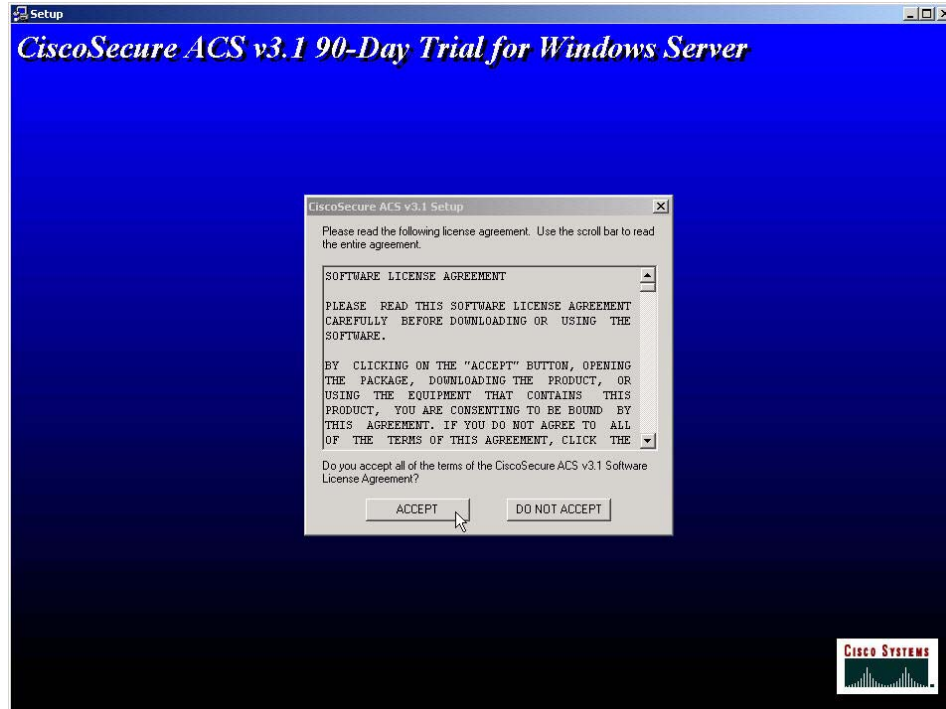 Setup
CiscoSecure ACS v3.1 90-Day Trial for Windows Server
CiscoSecure ACS v3.1 Setup
Please read the following license agreement. Use the scroll bar to read
the entire agreement.
SOFTWARE LICENSE AGREEMENT
PLEASE READ THIS SOFTWARE LICENSE AGREEMENT
CAREFULLY BEFORE DOWNLOADING OR USING THE
SOFTWARE.
BY CLICKING ON THE "ACCEPT" BUTTON, OPENING
THE PACKAGE, DOWNLOADING THE PRODUCT, OR
USING THE EQUIPMENT THAT CONTAINS THIS
PRODUCT, YOU ARE CONSENTING TO BE BOUND BY
THIS AGREEMENT. IF YOU DO NOT AGREE TO ALL
OF THE TERMS OF THIS AGREEMENT, CLICK THE
Do you accept all of the terms of the CiscoSecure ACS v3.1 Software
License Agreement?
ACCEPT
DO NOT ACCEPT
CISCO SYSTEMS